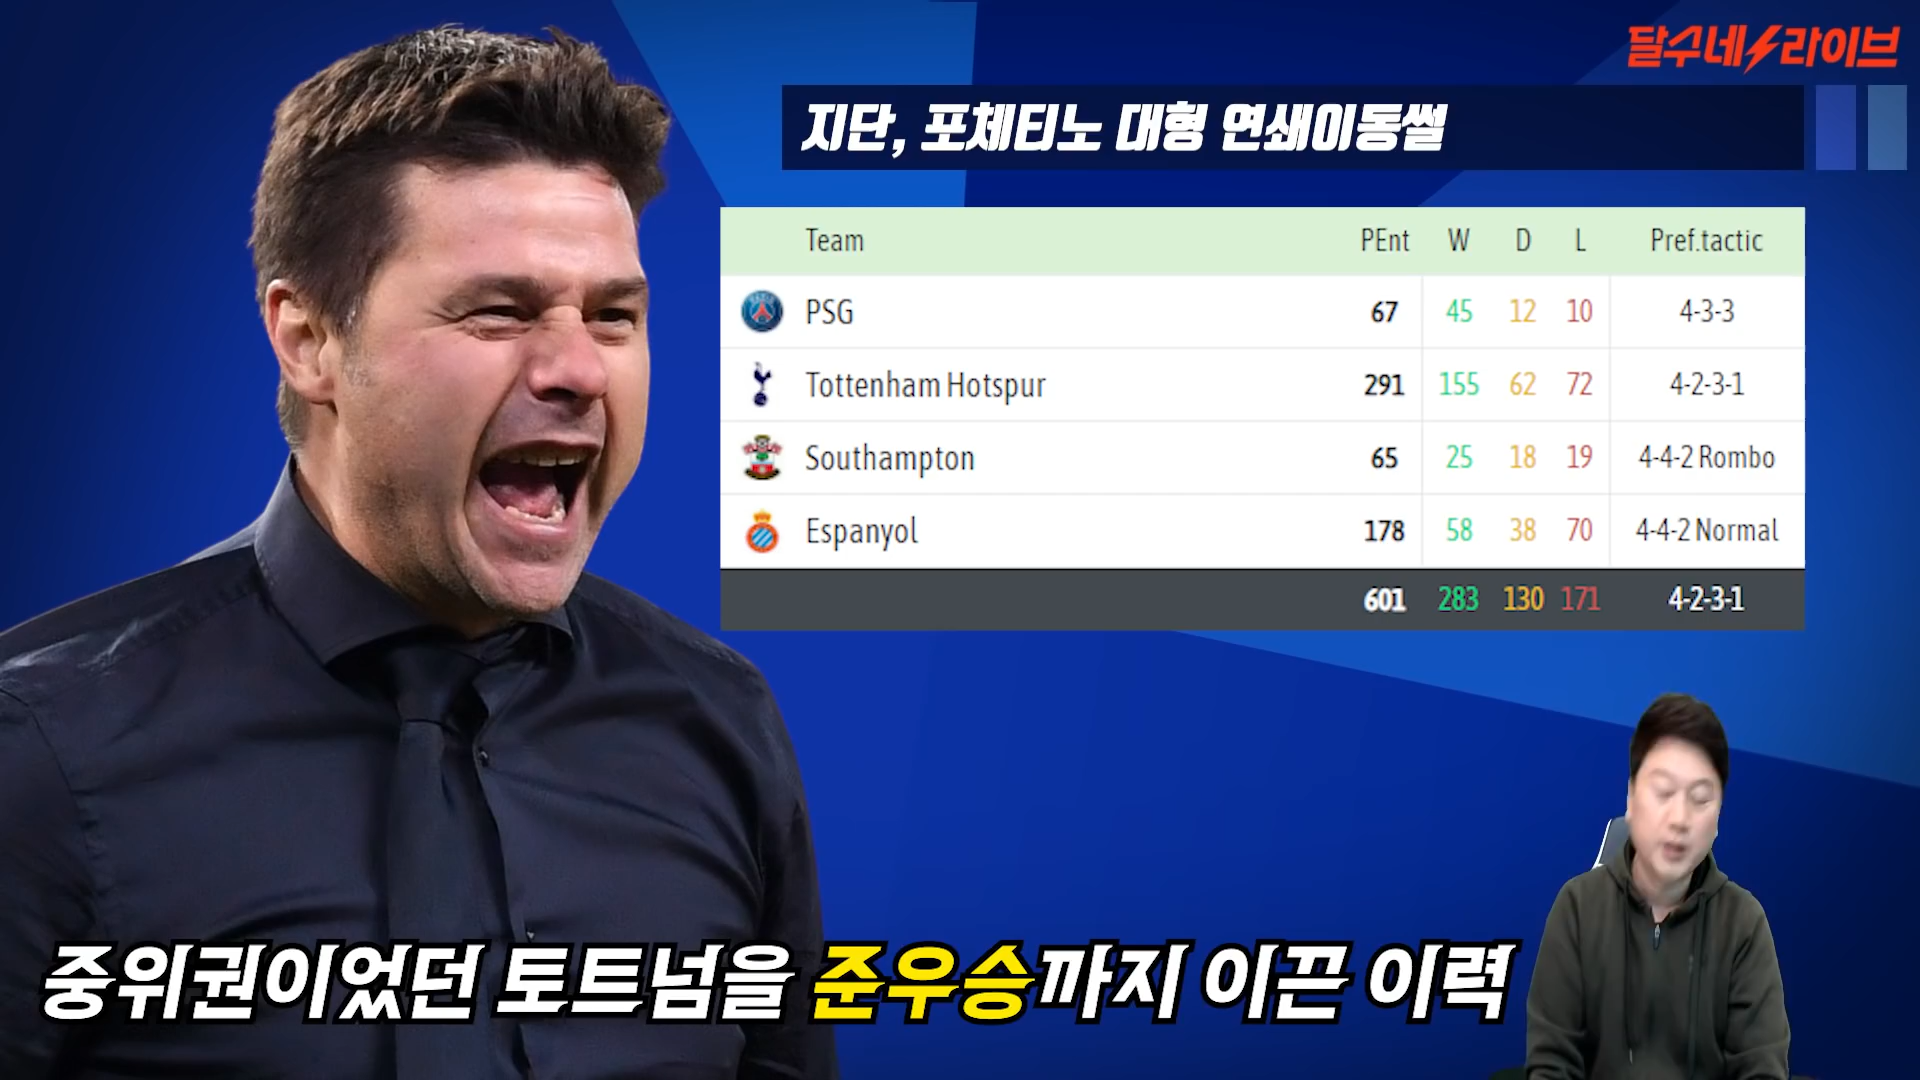 달수네라이브
지단, 포체티노 대형 연쇄이동썰
Team PEnt W D L Pref.tactic
PSG 67 45 12 10 4-3-3
Tottenham Hotspur 291 155 62 72 4-2-3-1
Southampton 65 25 18 19 4-4-2 Rombo
Espanyol 178 58 38 70 4-4-2 Normal
601 283 130 171 4-2-3-1
중위권이었던 토트넘을 준우승까지 이끈 이력